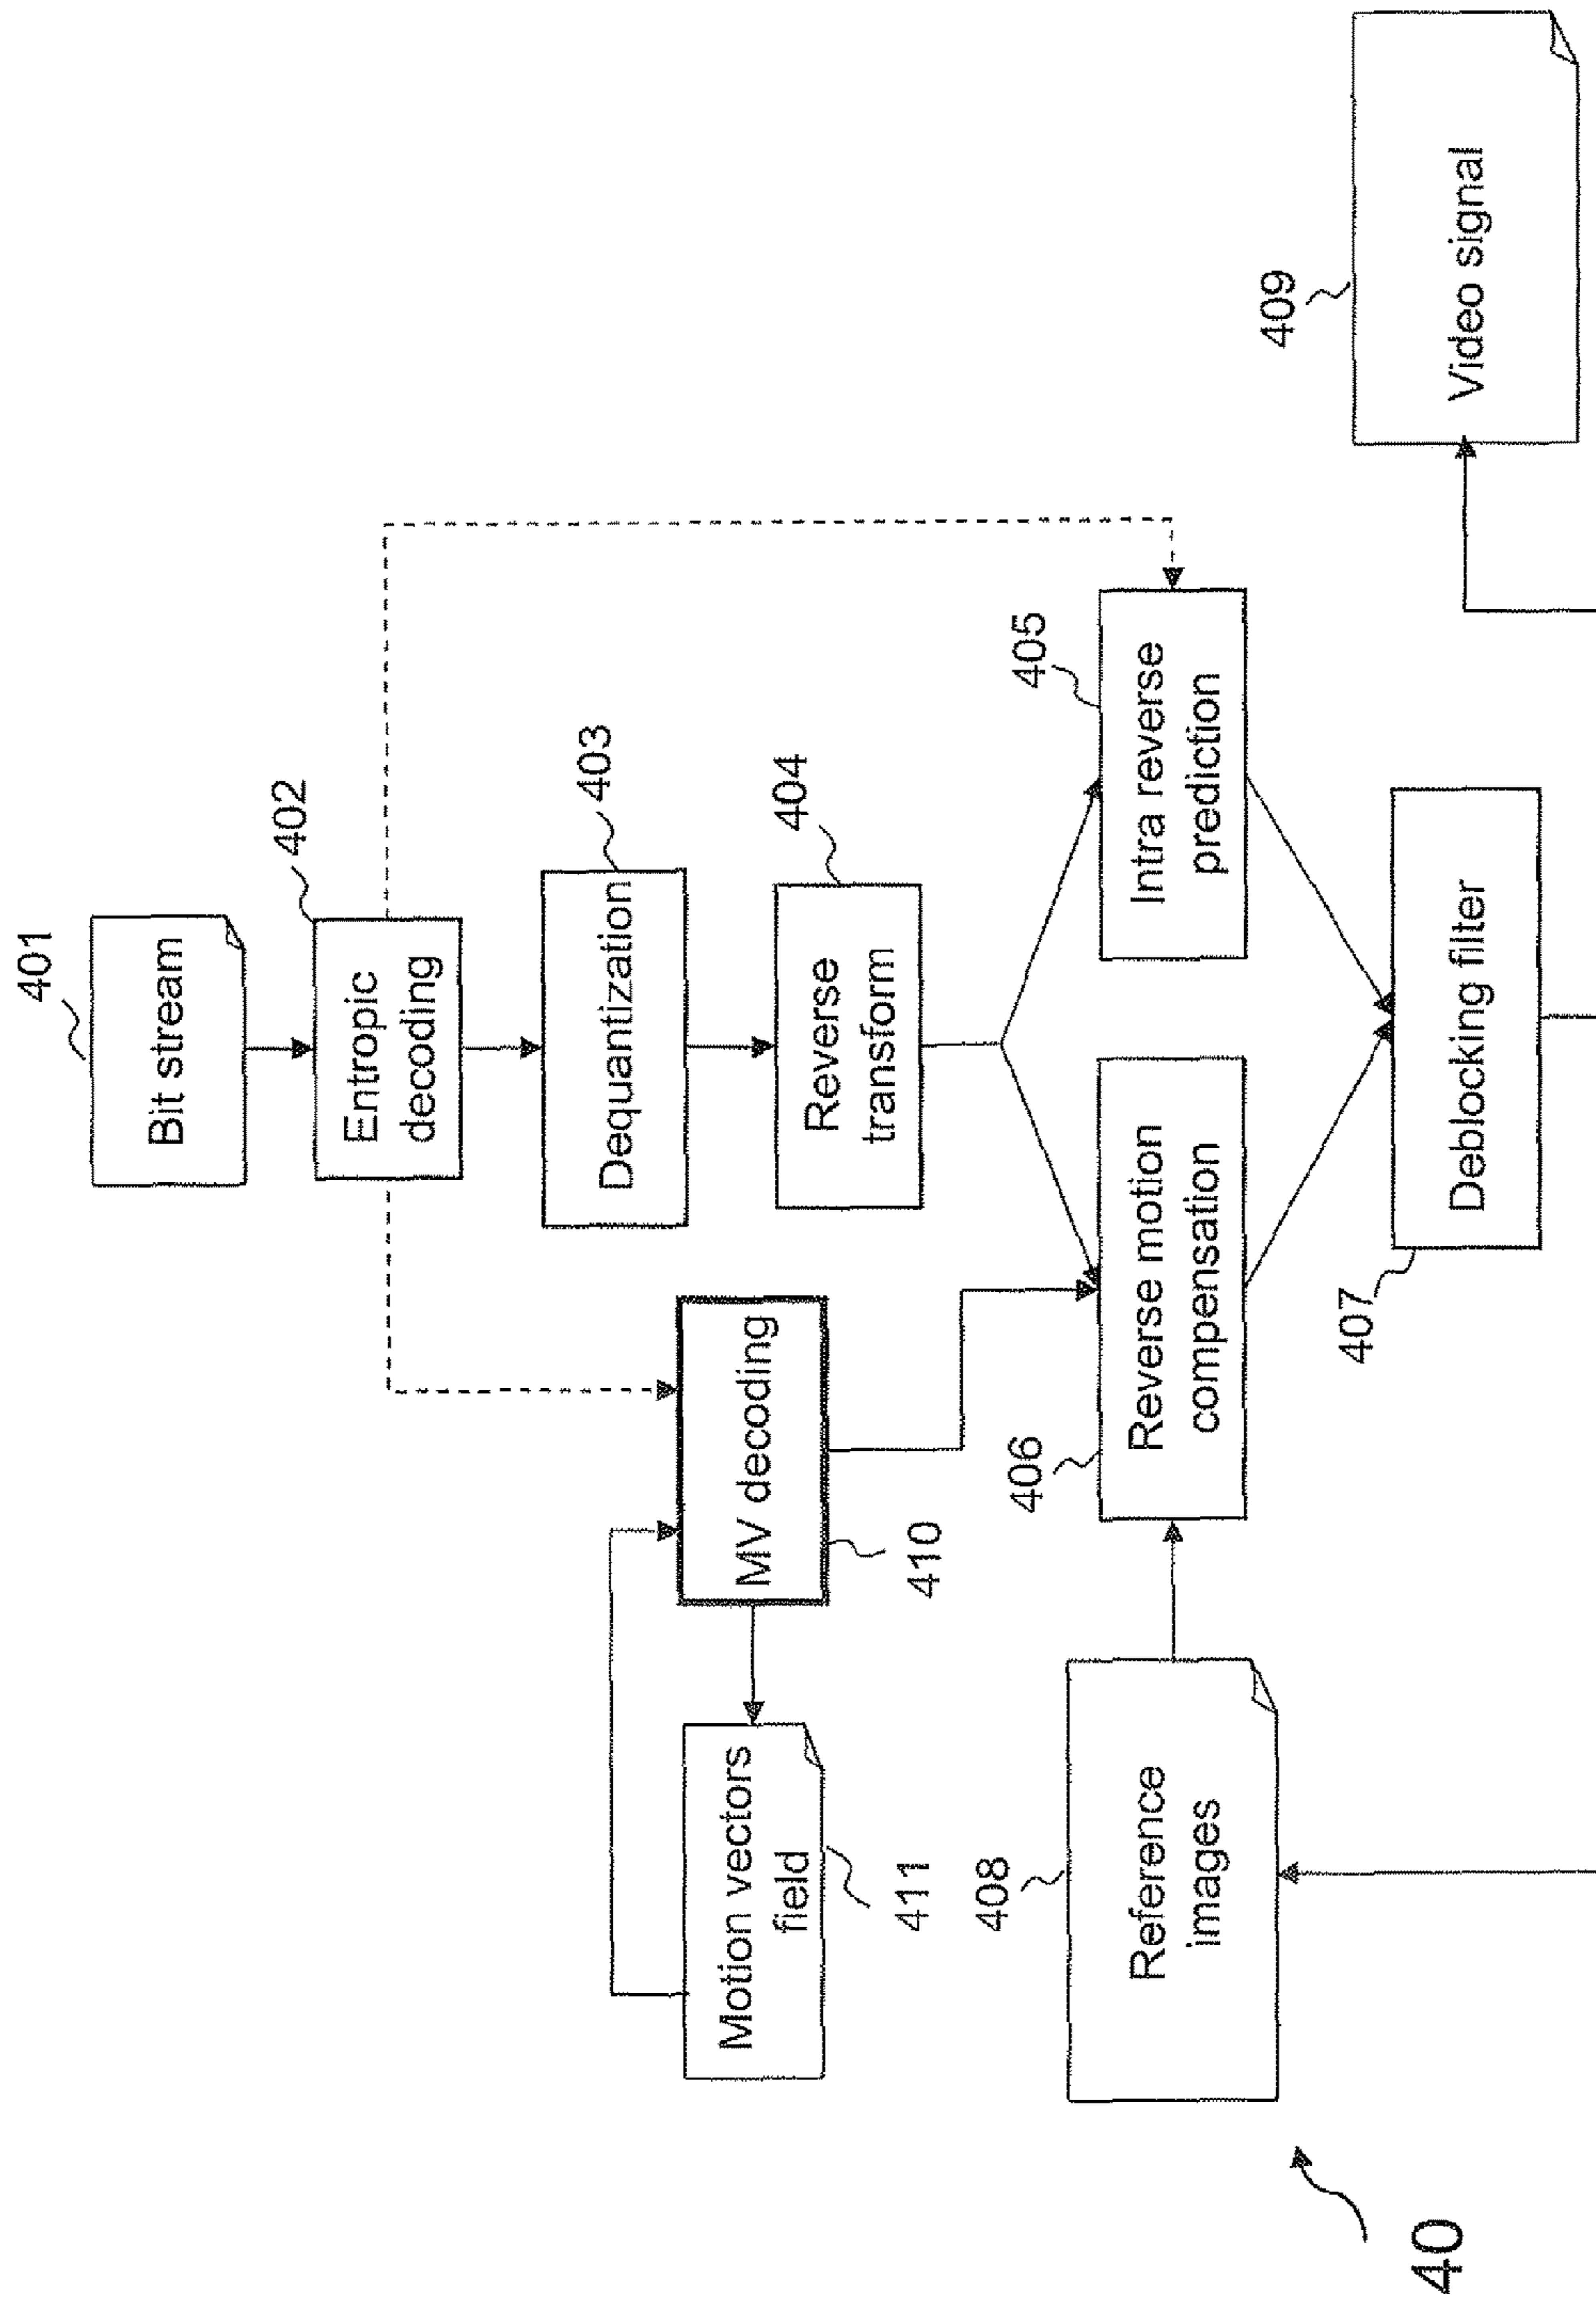 401
Bit stream
402
Entropic
decoding
403
Dequantization
404
Reverse
transform
MV decoding
410
Motion vectors
field
411
405
Intra reverse
prediction
406
Reverse motion
compensation
408
Reference
images
407
Deblocking filter
409
Video signal
40